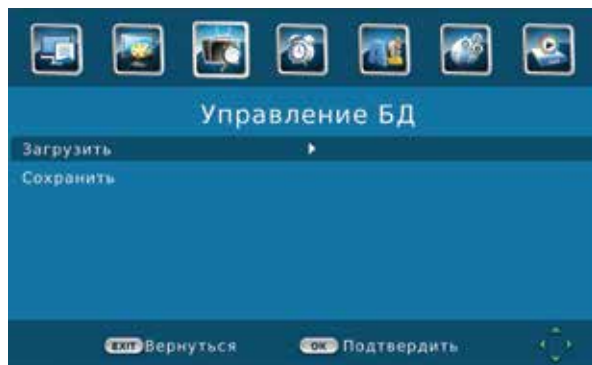 Управление БД
Загрузить
Сохранить
EXIT Вернуться OK Подтвердить